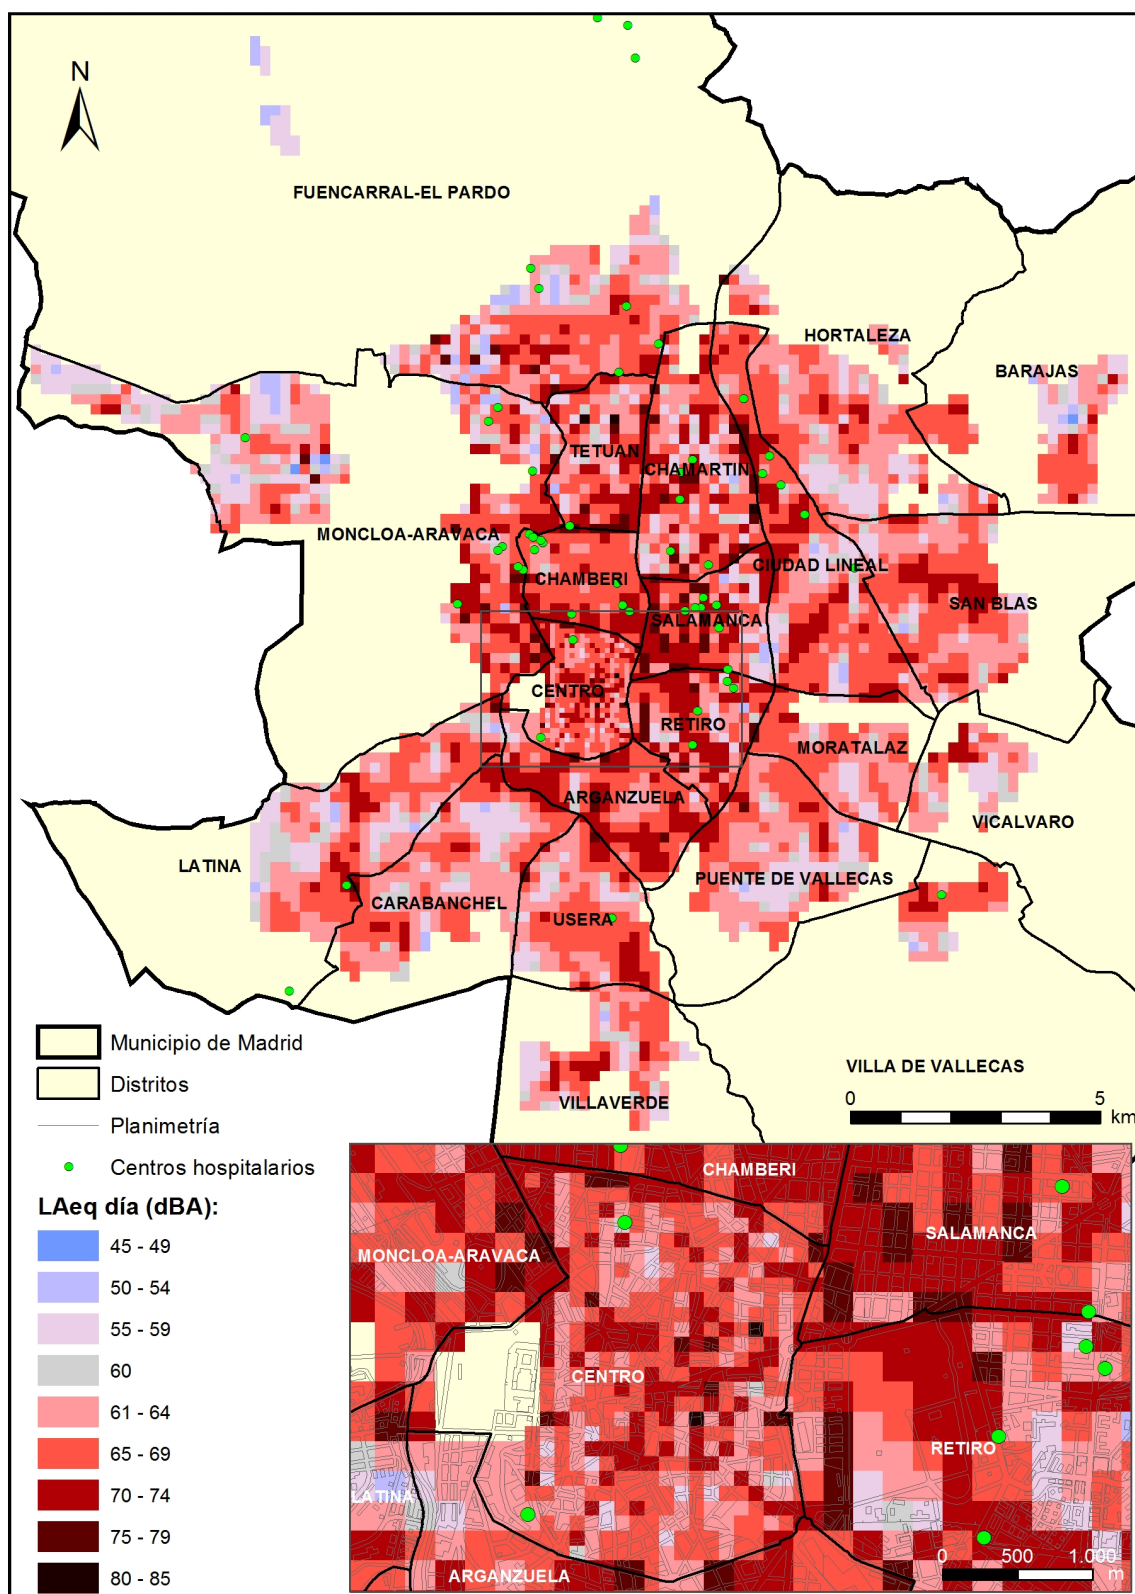 N
FUENCARRAL-EL PARDO
HORTALEZA
BARAJAS
TETUAN
CHAMARTIN
MONCLOA-ARAVACA
CIUDAD LINEAL
CHAMBERI
SAN BLAS
SALAMANCA
CENTRO
RETIRO
MORATALAZ
ARGANZUELA
VICALVARO
LATINA
PUENTE DE VALLECAS
CARABANCHEL
USERA
VILLA DE VALLECAS
VILLAVERDE
0 5
km
Municipio de Madrid
Distritos
Planimetría
Centros hospitalarios
LAeq día (dBA):
45 - 49
50 - 54
55 - 59
60
61 - 64
65 - 69
70 - 74
75 - 79
80 - 85
CHAMBERI
SALAMANCA
MONCLOA-ARAVACA
CENTRO
RETIRO
LATINA
ARGANZUELA
0 500 1.000
m